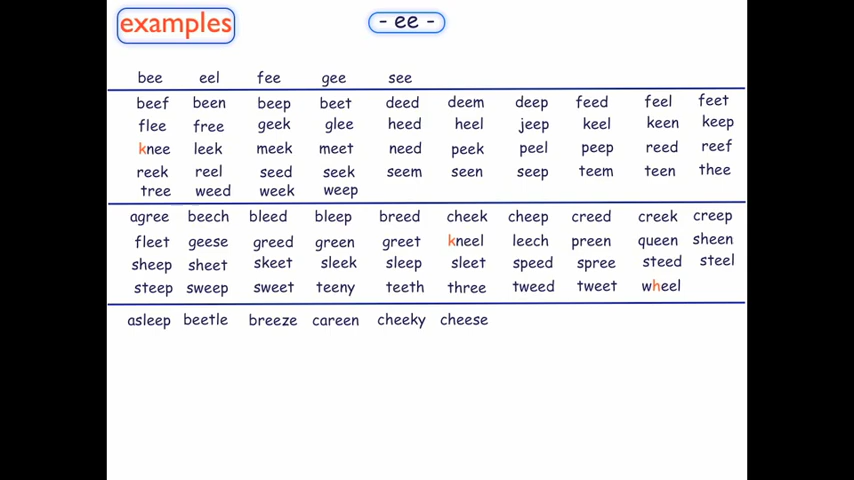 examples
- ee -
bee eel fee gee see
beef been beep beet deed deem deep feed feel feet
flee free geek glee heed heel jeep keel keen keep
knee leek meek meet need peek peel peep reed reef
reek reel seed seek seem seen seep teem teen thee
tree weed week weep
agree beech bleed bleep breed cheek cheep creed creek creep
fleet geese greed green greet kneel leech preen queen sheen
sheep sheet skeet sleek sleep sleet speed spree steed steel
steep sweep sweet teeny teeth three tweed tweet wheel
asleep beetle breeze careen cheeky cheese